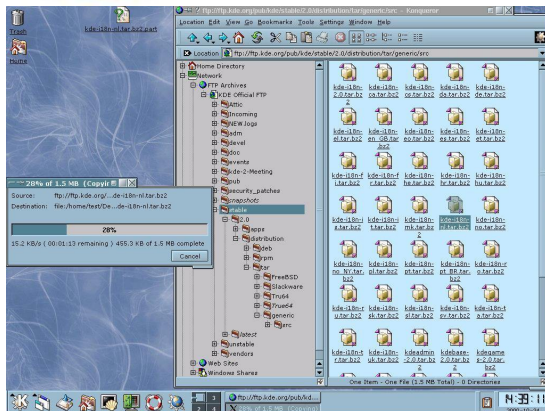 Trash
kde-i18n-nl.tar.bz2.part
Home
ftp://ftp.kde.org/pub/kde/stable/2.0/distribution/tar/generic/src/ - Konqueror
Location Edit View Go Bookmarks Tools Settings Window Help
Location ftp://ftp.kde.org/pub/kde/stable/2.0/distribution/tar/generic/src
Home Directory
Network
FTP Archives
KDE Official FTP
Attic
Incoming
NEWJogs
adm
devel
doc
events
kde-2-Meeting
pub
security_patches
snapshots
stable
2.0
apps
distribution
deb
rpm
tar
FreeBSD
Slackware
Tru64
True64
generic
src
latest
unstable
vendors
Web Sites
Windows Shares
kde-i18n-2.0.tar.bz2
kde-i18n-ca.tar.bz2
kde-i18n-cs.tar.bz2
kde-i18n-da.tar.bz2
kde-i18n-de.tar.bz2
kde-i18n-el.tar.bz2
kde-i18n-en_GB.tar.bz2
kde-i18n-eo.tar.bz2
kde-i18n-es.tar.bz2
kde-i18n-et.tar.bz2
kde-i18n-fi.tar.bz2
kde-i18n-fr.tar.bz2
kde-i18n-he.tar.bz2
kde-i18n-hr.tar.bz2
kde-i18n-hu.tar.bz2
kde-i18n-is.tar.bz2
kde-i18n-it.tar.bz2
kde-i18n-mk.tar.bz2
kde-i18n-nl.tar.bz2
kde-i18n-no.tar.bz2
kde-i18n-no_NY.tar.bz2
kde-i18n-pl.tar.bz2
kde-i18n-pt.tar.bz2
kde-i18n-pt_BR.tar.bz2
kde-i18n-ro.tar.bz2
kde-i18n-ru.tar.bz2
kde-i18n-sk.tar.bz2
kde-i18n-sl.tar.bz2
kde-i18n-sv.tar.bz2
kde-i18n-ta.tar.bz2
kde-i18n-tr.tar.bz2
kde-i18n-uk.tar.bz2
kdeadmin-2.0.tar.bz2
kdebase-2.0.tar.bz2
kdegames-2.0.tar.bz2
One Item - One File (1.5 MB Total) - 0 Directories
28% of 1.5 MB (Copyin
Source: ftp://ftp.kde.org/...de-i18n-nl.tar.bz2
Destination: file:/home/test/De...de-i18n-nl.tar.bz2
28%
15.2 KB/s ( 00:01:13 remaining ) 455.3 KB of 1.5 MB complete
Cancel
ftp://ftp.kde.org/pub/kd...
28% of 1.5 MB (Copyin